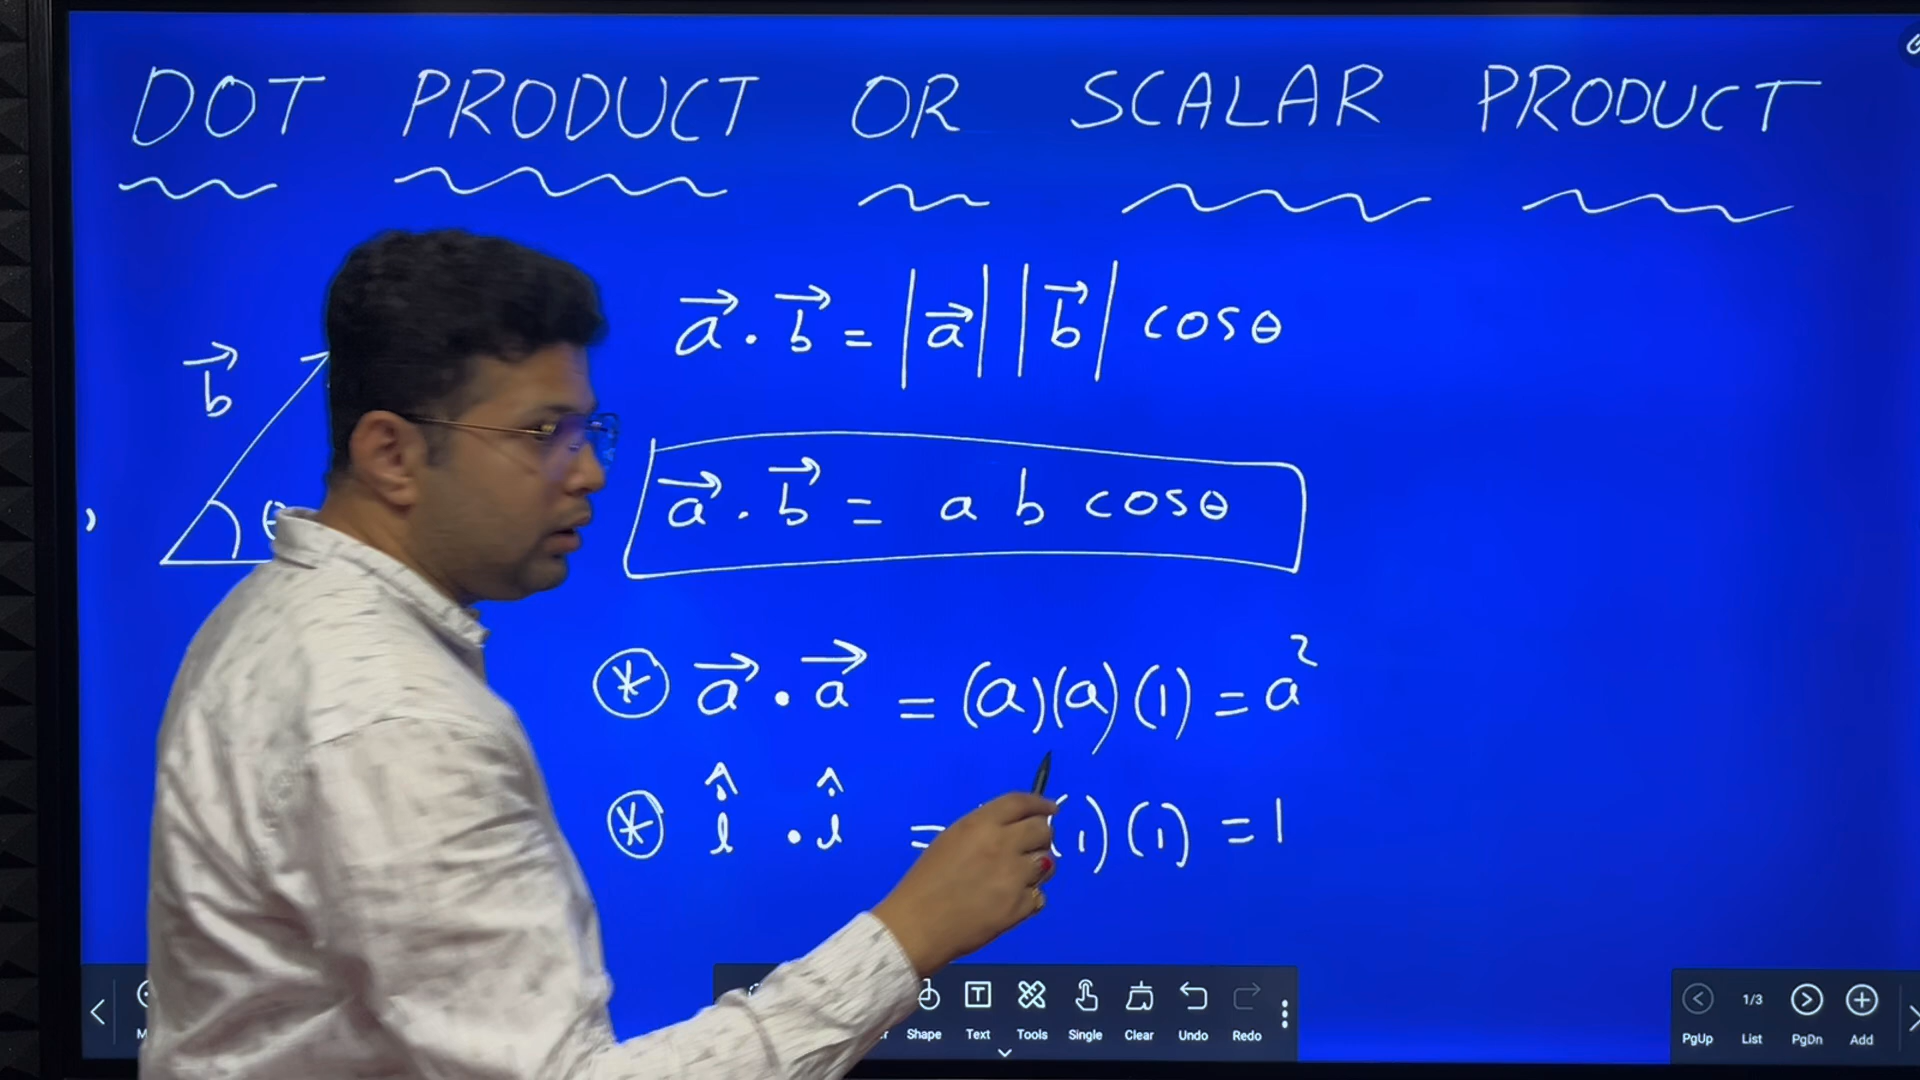 DOT PRODUCT OR SCALAR PRODUCT
a⃗ . b⃗ = |a⃗| |b⃗| cosθ
b⃗
a⃗ . b⃗ = a b cosθ
θ
⊛ a⃗ . a⃗ = (a)(a)(1) = a²
⊛ î . î = (1)(1) = 1
Shape Text Tools Single Clear Undo Redo
1/3
PgUp List PgDn Add